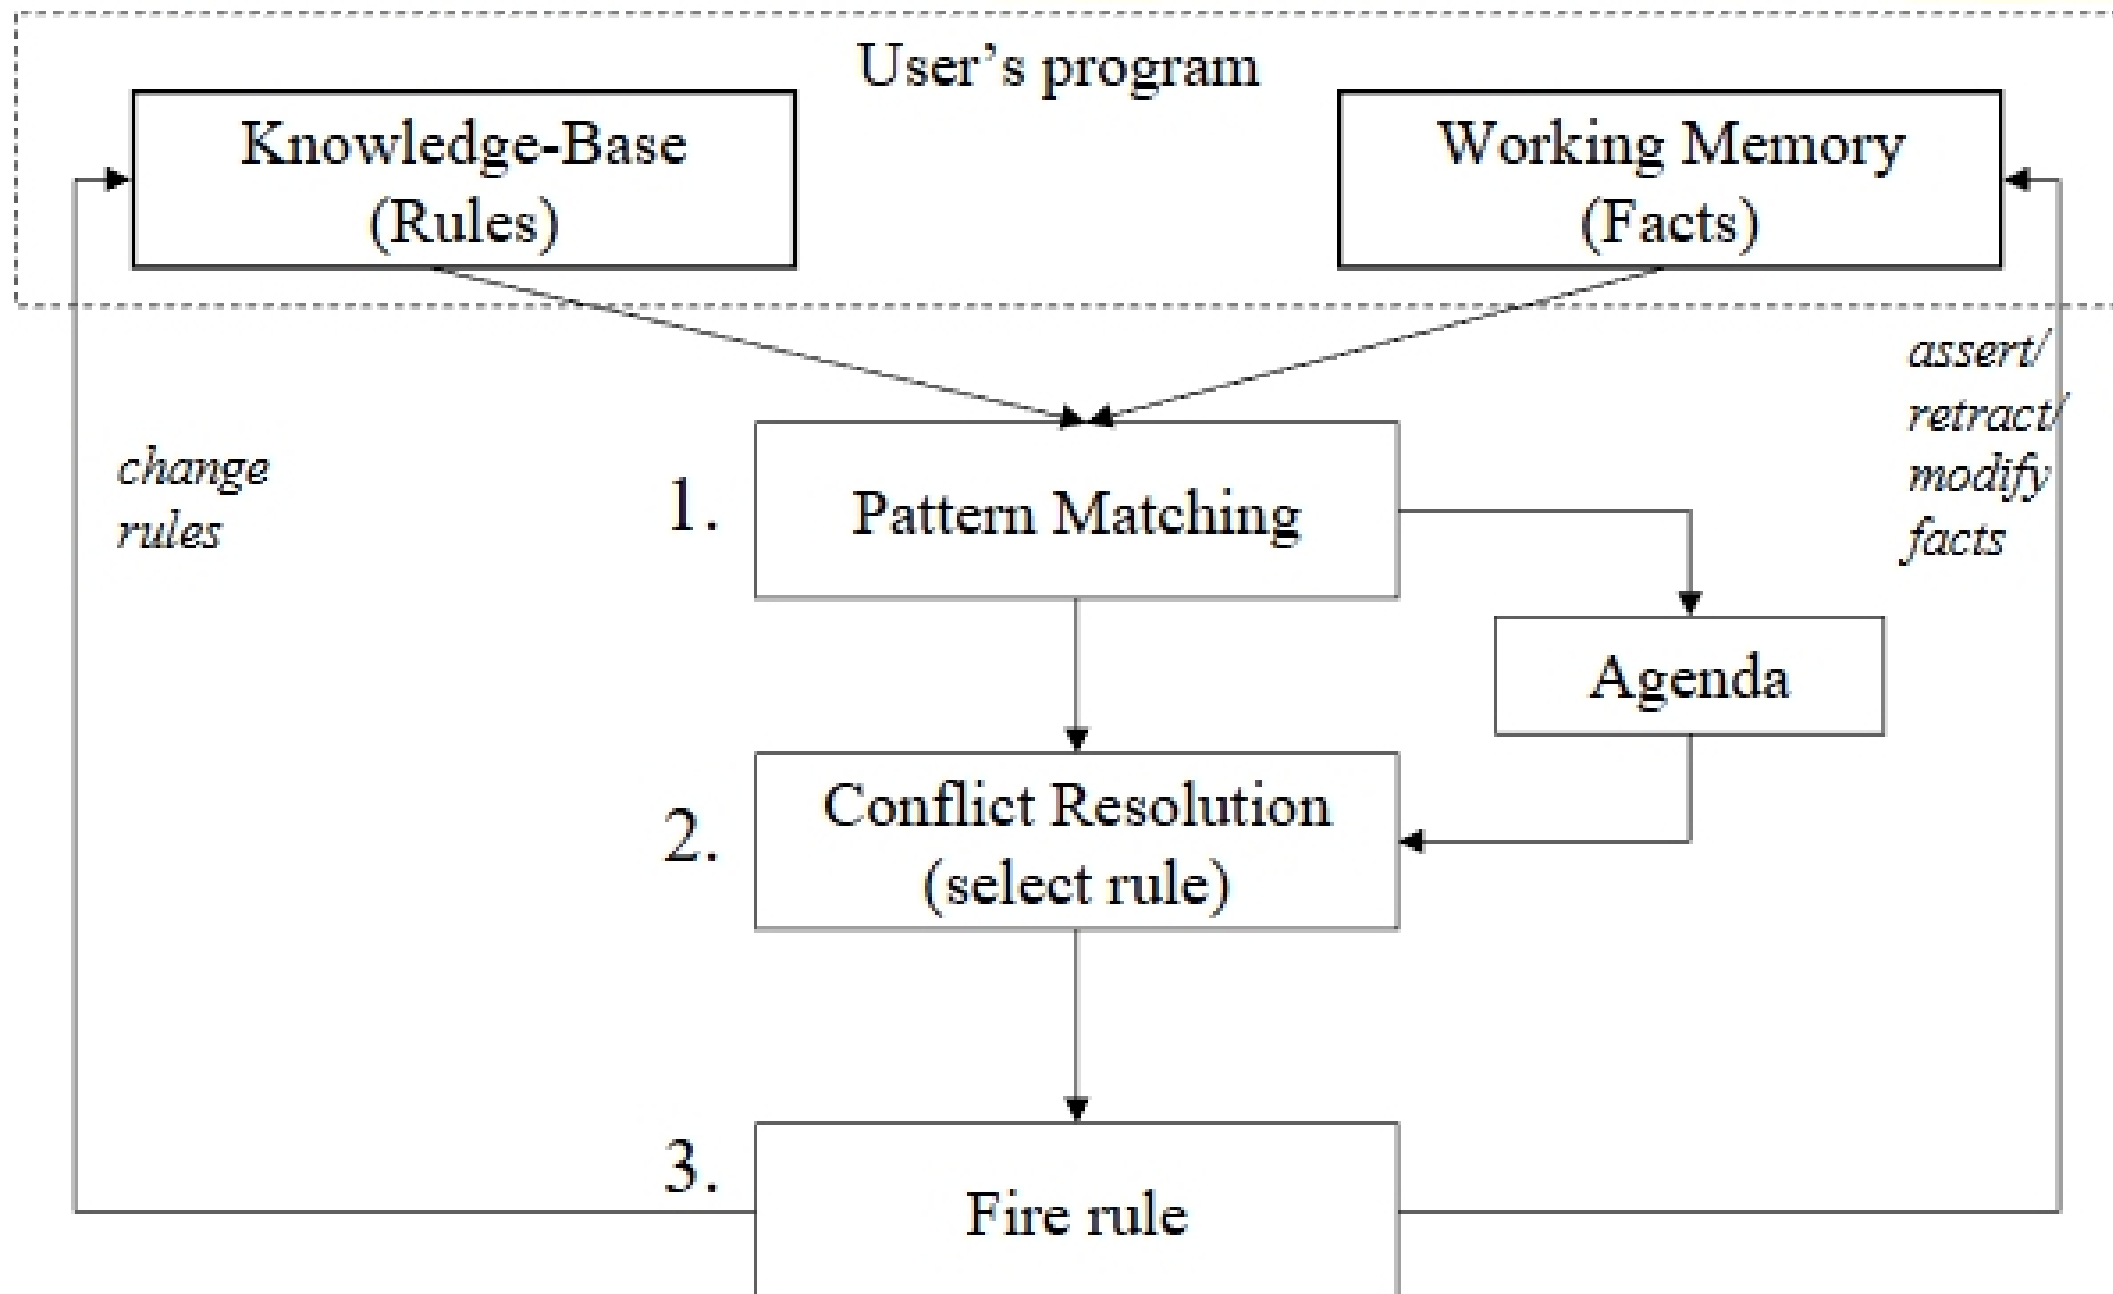 User's program
Knowledge-Base
(Rules)
Working Memory
(Facts)
change
rules
assert/
retract/
modify
facts
1.
Pattern Matching
Agenda
2.
Conflict Resolution
(select rule)
3.
Fire rule